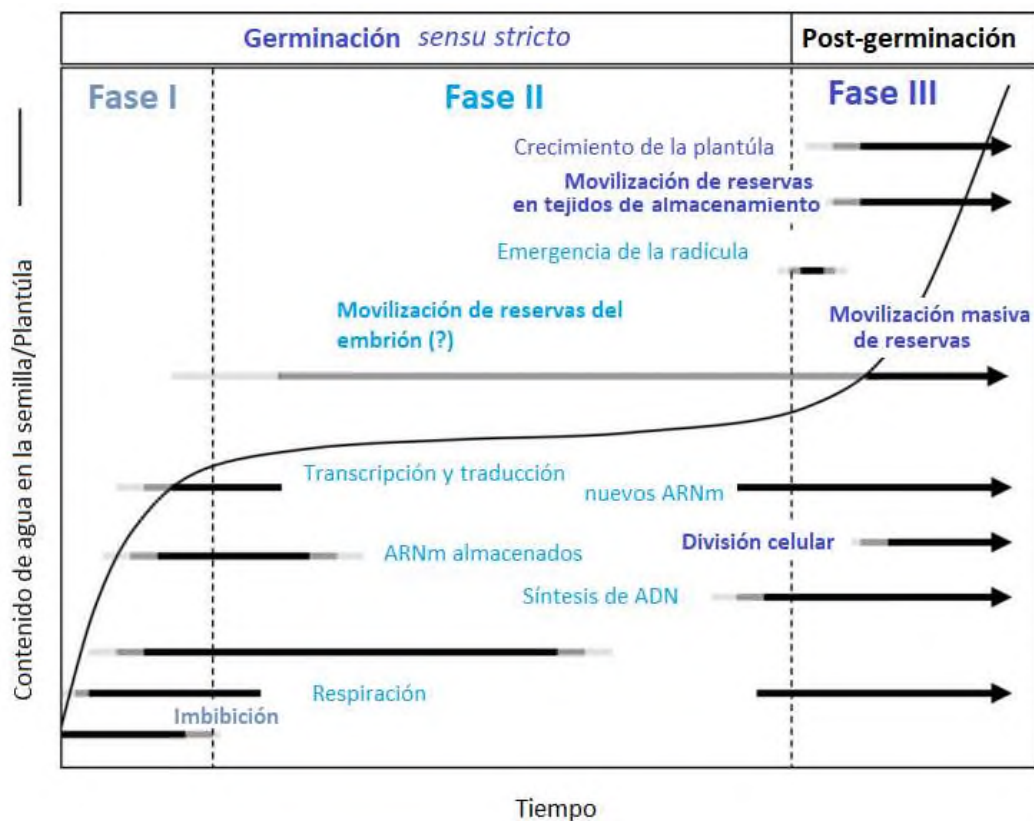 Germinación sensu stricto
Post-germinación
Fase I
Fase II
Fase III
Crecimiento de la plantúla
Movilización de reservas
en tejidos de almacenamiento
Emergencia de la radícula
Movilización de reservas del
embrión (?)
Movilización masiva
de reservas
Transcripción y traducción
nuevos ARNm
ARNm almacenados
División celular
Síntesis de ADN
Respiración
Imbibición
Contenido de agua en la semilla/Plantúla
Tiempo